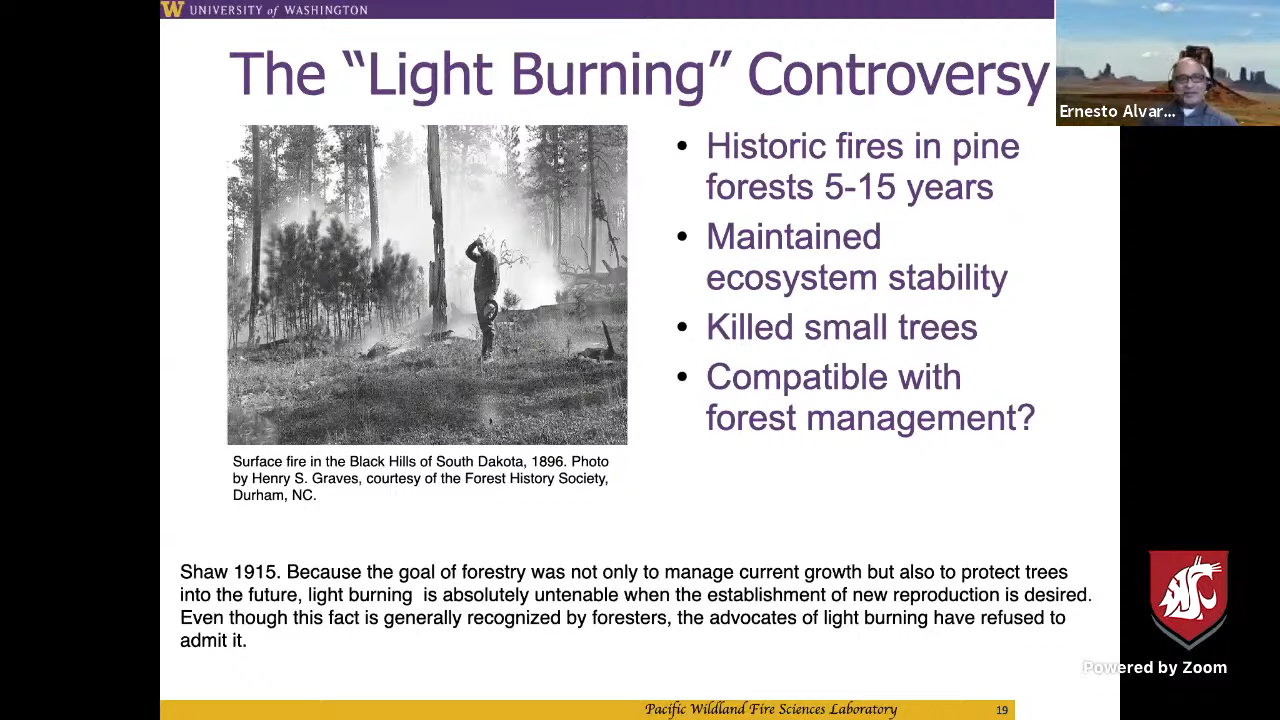 W UNIVERSITY of WASHINGTON
The “Light Burning” Controversy
Ernesto Alvar...
• Historic fires in pine
forests 5-15 years
• Maintained
ecosystem stability
• Killed small trees
• Compatible with
forest management?
Surface fire in the Black Hills of South Dakota, 1896. Photo
by Henry S. Graves, courtesy of the Forest History Society,
Durham, NC.
Shaw 1915. Because the goal of forestry was not only to manage current growth but also to protect trees
into the future, light burning is absolutely untenable when the establishment of new reproduction is desired.
Even though this fact is generally recognized by foresters, the advocates of light burning have refused to
admit it.
Powered by Zoom
Pacific Wildland Fire Sciences Laboratory
19